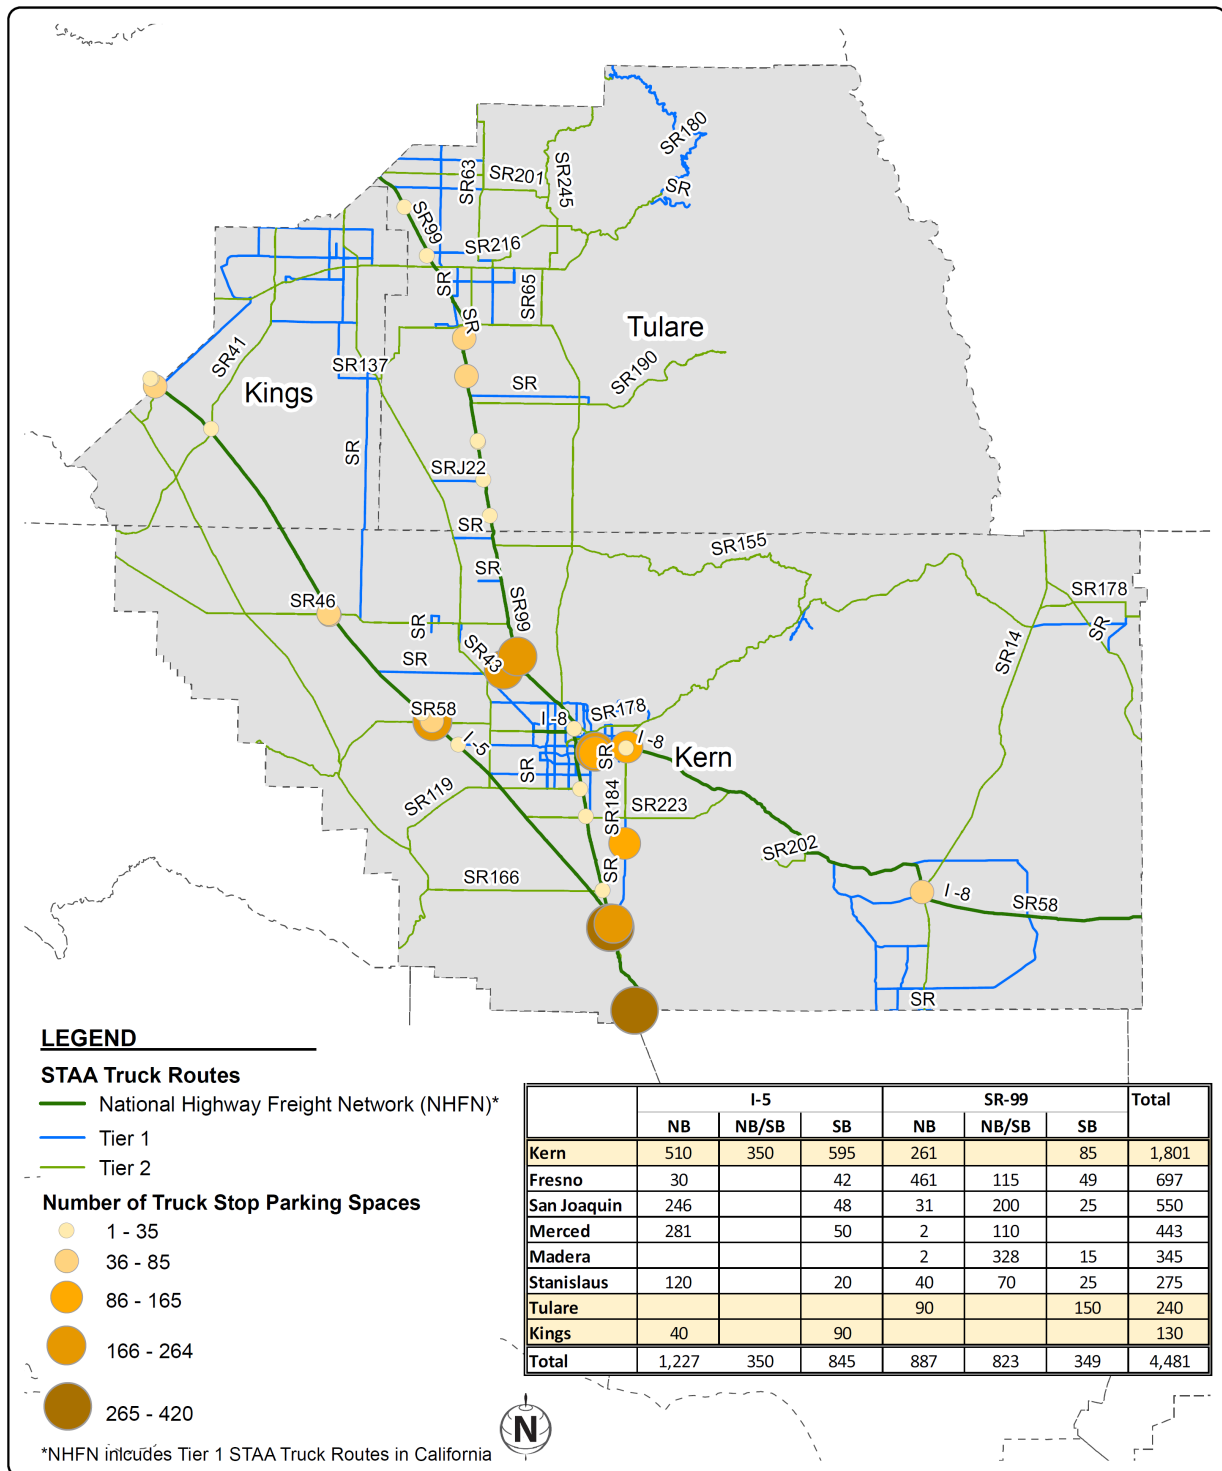 SR180
SR63
SR201
SR245
SR
SR99
SR216
SR
SR65
SR
Tulare
SR41
SR137
SR190
Kings
SR
SR
SRJ22
SR
SR155
SR
SR178
SR46
SR99
SR
SR
SR14
SR43
SR
SR58
I-8
SR178
I-5
SR
I-8
Kern
SR
SR119
SR184
SR223
SR202
SR
SR166
I-8
SR58
SR
LEGEND
STAA Truck Routes
National Highway Freight Network (NHFN)*
Tier 1
Tier 2
Number of Truck Stop Parking Spaces
1 - 35
36 - 85
86 - 165
166 - 264
265 - 420
*NHFN inlcudes Tier 1 STAA Truck Routes in California
N
I-5 SR-99 Total
NB NB/SB SB NB NB/SB SB
Kern 510 350 595 261 85 1,801
Fresno 30 42 461 115 49 697
San Joaquin 246 48 31 200 25 550
Merced 281 50 2 110 443
Madera 2 328 15 345
Stanislaus 120 20 40 70 25 275
Tulare 90 150 240
Kings 40 90 130
Total 1,227 350 845 887 823 349 4,481